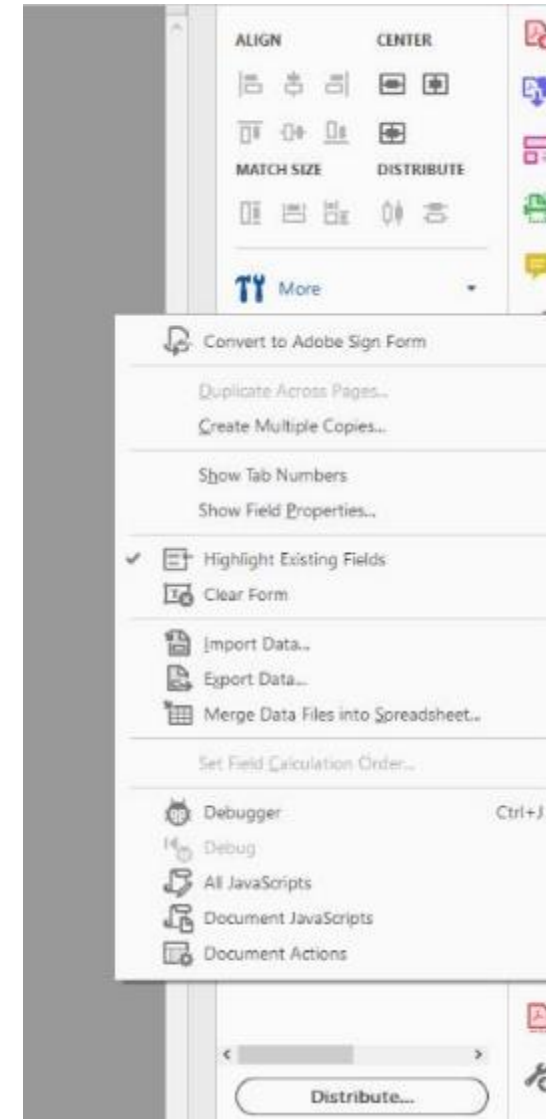 ALIGN CENTER
MATCH SIZE DISTRIBUTE
More
Convert to Adobe Sign Form
Duplicate Across Pages...
Create Multiple Copies...
Show Tab Numbers
Show Field Properties...
Highlight Existing Fields
Clear Form
Import Data...
Export Data...
Merge Data Files into Spreadsheet...
Set Field Calculation Order...
Debugger Ctrl+J
Debug
All JavaScripts
Document JavaScripts
Document Actions
Distribute...